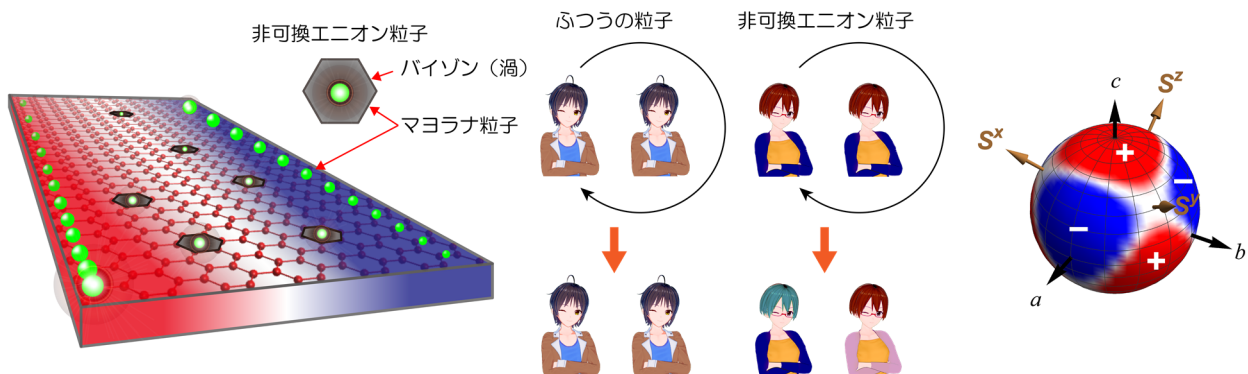 非可換エニオン粒子
バイゾン（渦）
マヨラナ粒子
ふつうの粒子
非可換エニオン粒子
c
S^z
S^x
+
−
S^y
−
+
b
a